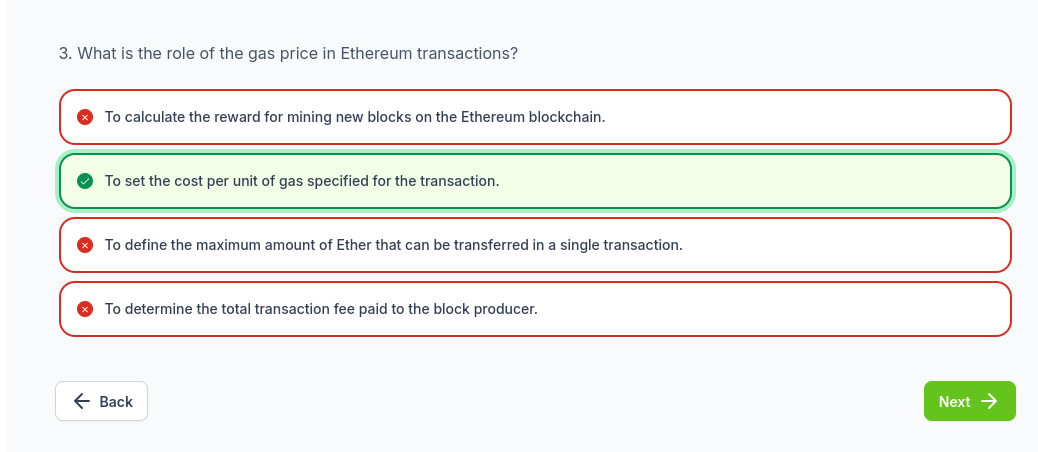 3. What is the role of the gas price in Ethereum transactions?
To calculate the reward for mining new blocks on the Ethereum blockchain.
To set the cost per unit of gas specified for the transaction.
To define the maximum amount of Ether that can be transferred in a single transaction.
To determine the total transaction fee paid to the block producer.
Back
Next